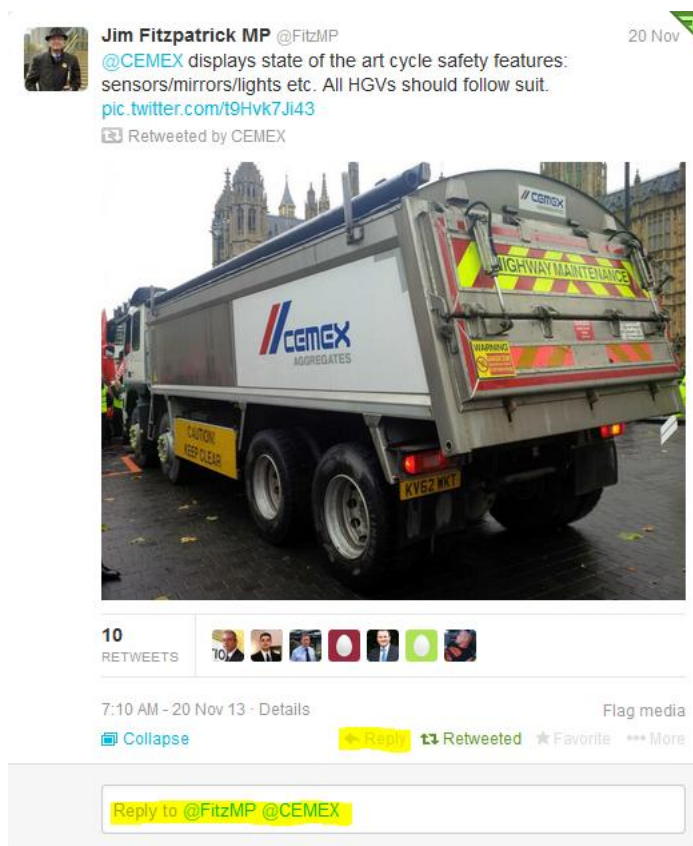 Jim Fitzpatrick MP @FitzMP 20 Nov
@CEMEX displays state of the art cycle safety features:
sensors/mirrors/lights etc. All HGVs should follow suit.
pic.twitter.com/t9Hvk7Ji43
Retweeted by CEMEX
CEMEX
HIGHWAY MAINTENANCE
CEMEX
AGGREGATES
WARNING
CAUTION!
KEEP CLEAR
KV62 WKT
10
RETWEETS
7:10 AM - 20 Nov 13 · Details Flag media
Collapse Reply Retweeted Favorite More
Reply to @FitzMP @CEMEX